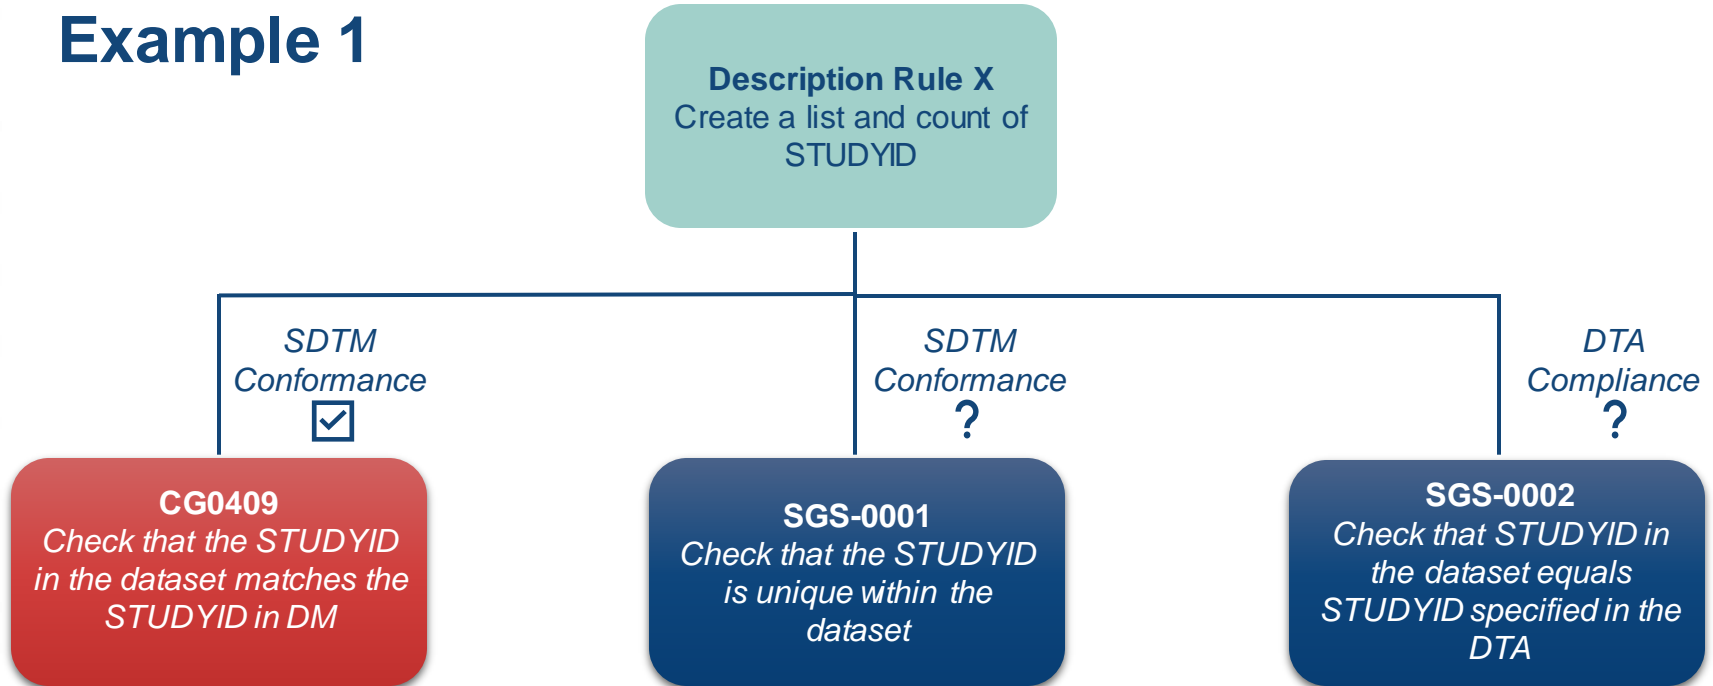 Example 1
Description Rule X
Create a list and count of
STUDYID
SDTM
Conformance
SDTM
Conformance
?
DTA
Compliance
?
CG0409
Check that the STUDYID
in the dataset matches the
STUDYID in DM
SGS-0001
Check that the STUDYID
is unique within the
dataset
SGS-0002
Check that STUDYID in
the dataset equals
STUDYID specified in the
DTA